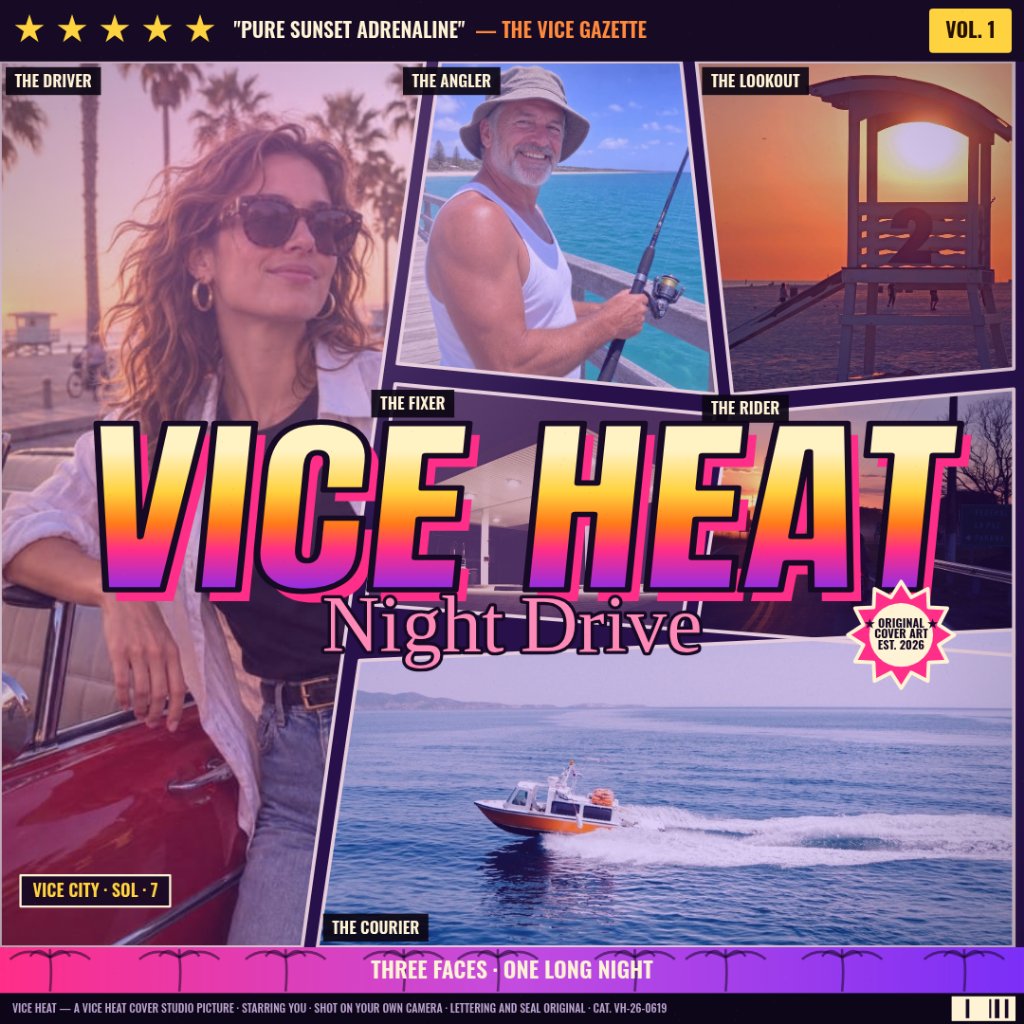 "PURE SUNSET ADRENALINE" — THE VICE GAZETTE
VOL. 1
THE DRIVER
THE ANGLER
THE LOOKOUT
2
THE FIXER
THE RIDER
VICE HEAT
Night Drive
★ ORIGINAL ★
COVER ART
EST. 2026
VICE CITY · SOL · 7
THE COURIER
THREE FACES · ONE LONG NIGHT
VICE HEAT — A VICE HEAT COVER STUDIO PICTURE · STARRING YOU · SHOT ON YOUR OWN CAMERA · LETTERING AND SEAL ORIGINAL · CAT. VH-26-0619